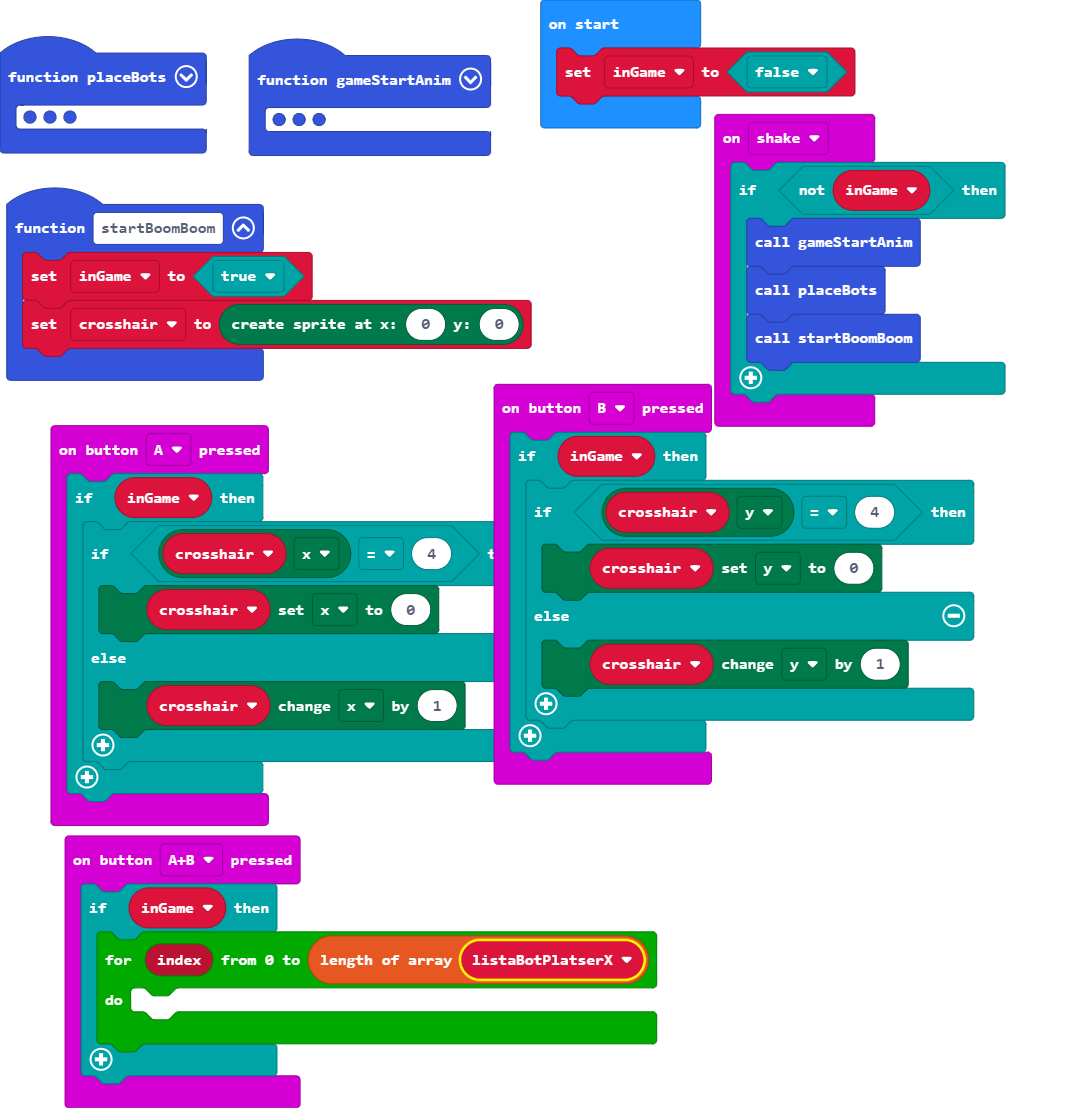 on start
set inGame to false
function placeBots
function gameStartAnim
on shake
if not inGame then
call gameStartAnim
call placeBots
call startBoomBoom
function startBoomBoom
set inGame to true
set crosshair to create sprite at x: 0 y: 0
on button A pressed
if inGame then
if crosshair x = 4 t
crosshair set x to 0
else
crosshair change x by 1
on button B pressed
if inGame then
if crosshair y = 4 then
crosshair set y to 0
else
crosshair change y by 1
on button A+B pressed
if inGame then
for index from 0 to length of array listaBotPlatserX
do